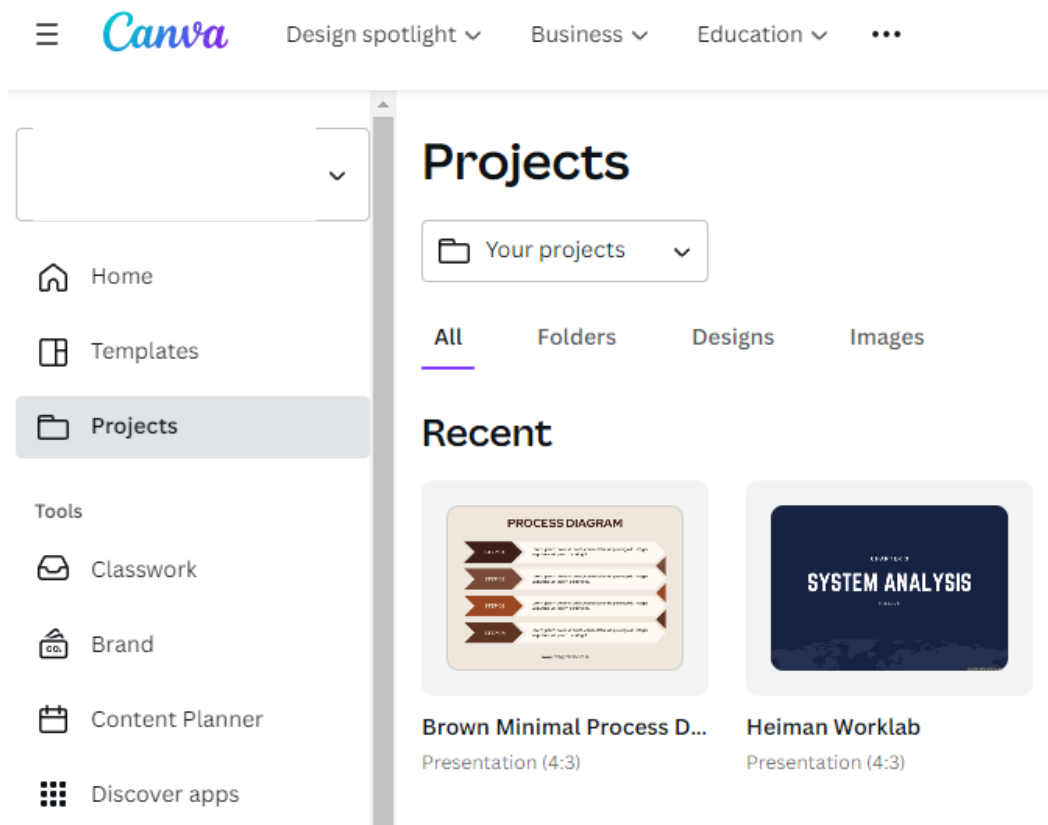 Canva Design spotlight Business Education •••
Projects
Your projects
Home
Templates
Projects
All Folders Designs Images
Recent
Tools
Classwork
Brand
Content Planner
Discover apps
PROCESS DIAGRAM
CHAPTER 3
SYSTEM ANALYSIS
Brown Minimal Process D... Heiman Worklab
Presentation (4:3) Presentation (4:3)